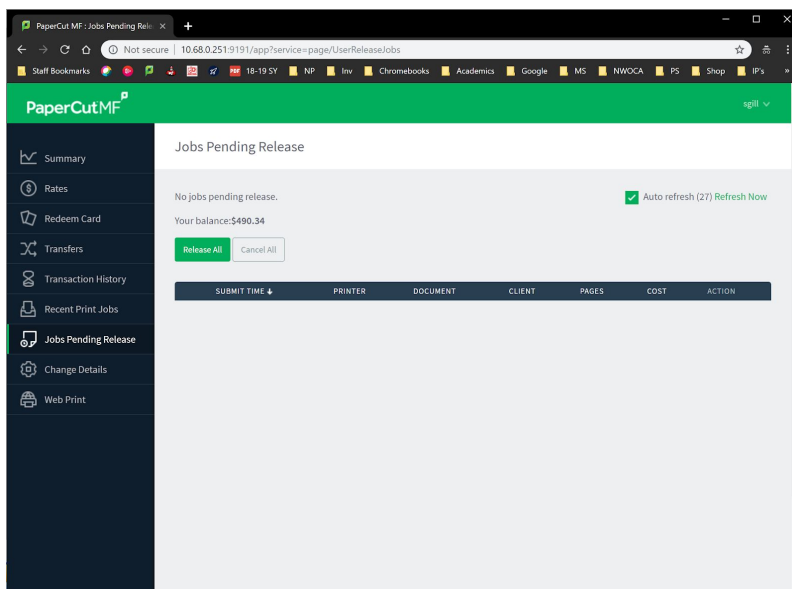 PaperCut MF : Jobs Pending Rele
Not secure | 10.68.0.251:9191/app?service=page/UserReleaseJobs
Staff Bookmarks PDF 18-19 SY NP Inv Chromebooks Academics Google MS NWOCA PS Shop IP's »
PaperCutMF
sgill
Summary
Rates
Redeem Card
Transfers
Transaction History
Recent Print Jobs
Jobs Pending Release
Change Details
Web Print
Jobs Pending Release
No jobs pending release.
Auto refresh (27) Refresh Now
Your balance:$490.34
Release All Cancel All
SUBMIT TIME PRINTER DOCUMENT CLIENT PAGES COST ACTION